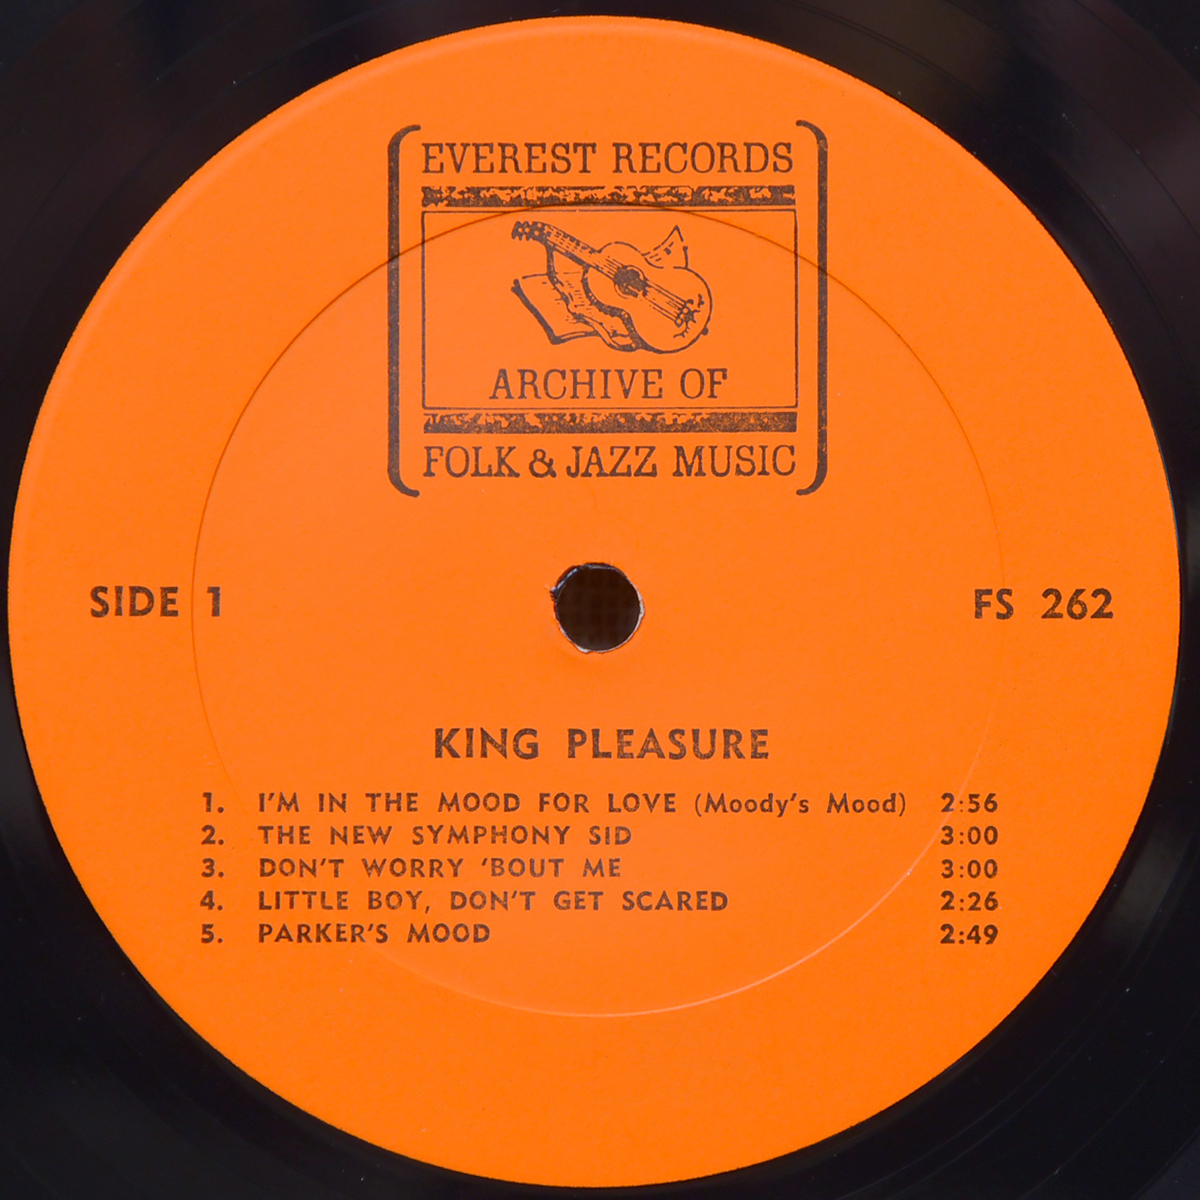 EVEREST RECORDS
ARCHIVE OF
FOLK & JAZZ MUSIC
SIDE 1
FS 262
KING PLEASURE
1. I'M IN THE MOOD FOR LOVE (Moody's Mood) 2:56
2. THE NEW SYMPHONY SID 3:00
3. DON'T WORRY 'BOUT ME 3:00
4. LITTLE BOY, DON'T GET SCARED 2:26
5. PARKER'S MOOD 2:49